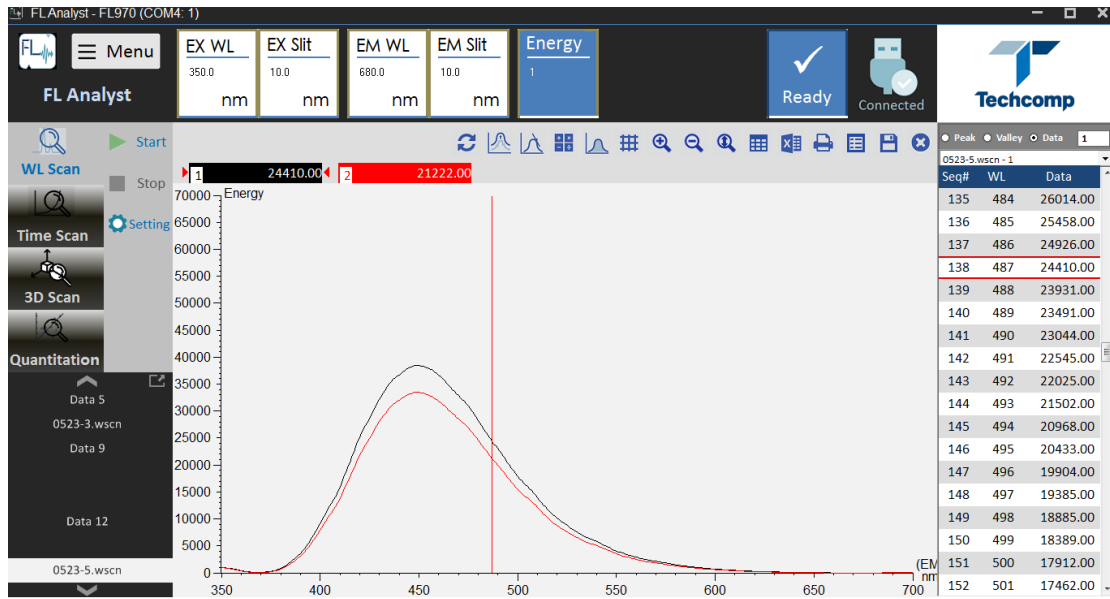 FL Analyst - FL970 (COM4: 1)
FL
Menu
FL Analyst
EX WL
350.0
nm
EX Slit
10.0
nm
EM WL
680.0
nm
EM Slit
10.0
nm
Energy
1
Ready
Connected
Techcomp
WL Scan
Time Scan
3D Scan
Quantitation
Start
Stop
Setting
Data 5
0523-3.wscn
Data 9
Data 12
0523-5.wscn
1 24410.00
2 21222.00
Energy
70000
65000
60000
55000
50000
45000
40000
35000
30000
25000
20000
15000
10000
5000
0
350 400 450 500 550 600 650 700
(EM
nm
Peak Valley Data 1
0523-5.wscn - 1
Seq# WL Data
135 484 26014.00
136 485 25458.00
137 486 24926.00
138 487 24410.00
139 488 23931.00
140 489 23491.00
141 490 23044.00
142 491 22545.00
143 492 22025.00
144 493 21502.00
145 494 20968.00
146 495 20433.00
147 496 19904.00
148 497 19385.00
149 498 18885.00
150 499 18389.00
151 500 17912.00
152 501 17462.00